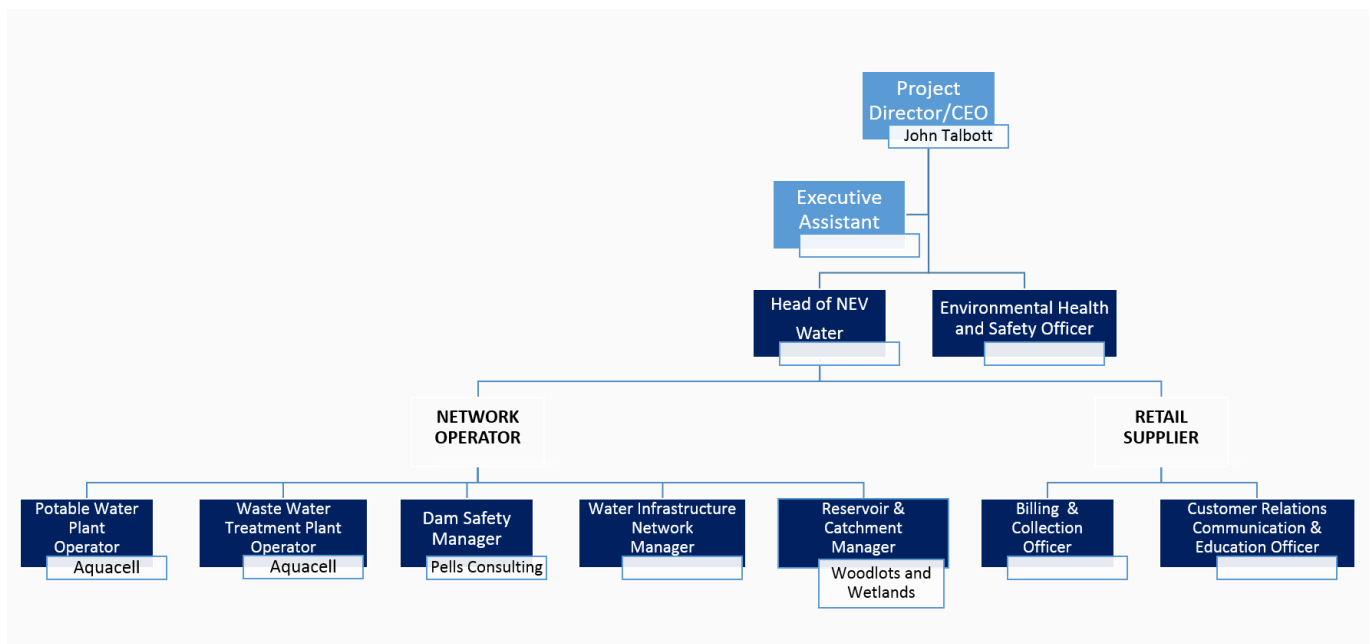 Project
Director/CEO
John Talbott
Executive
Assistant
Head of NEV
Water
Environmental Health
and Safety Officer
NETWORK
OPERATOR
RETAIL
SUPPLIER
Potable Water
Plant
Operator
Aquacell
Waste Water
Treatment Plant
Operator
Aquacell
Dam Safety
Manager
Pells Consulting
Water Infrastructure
Network
Manager
Reservoir &
Catchment
Manager
Woodlots and
Wetlands
Billing &
Collection
Officer
Customer Relations
Communication &
Education Officer